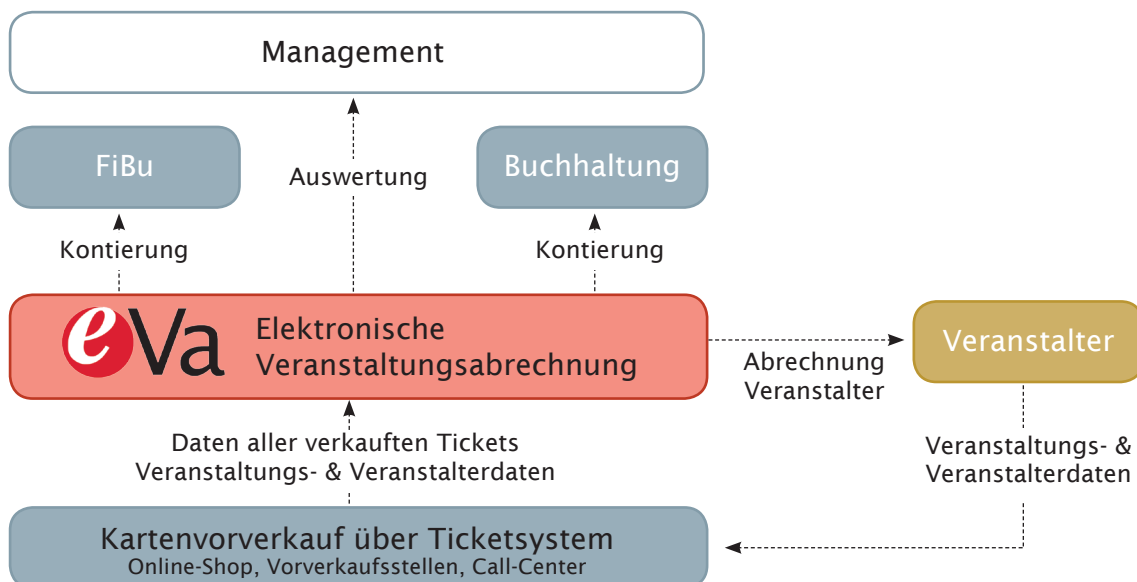 Management
FiBu
Auswertung
Buchhaltung
Kontierung
Kontierung
eVa
Elektronische
Veranstaltungsabrechnung
Abrechnung
Veranstalter
Veranstalter
Daten aller verkauften Tickets
Veranstaltungs- & Veranstalterdaten
Veranstaltungs- &
Veranstalterdaten
Kartenvorverkauf über Ticketsystem
Online-Shop, Vorverkaufsstellen, Call-Center